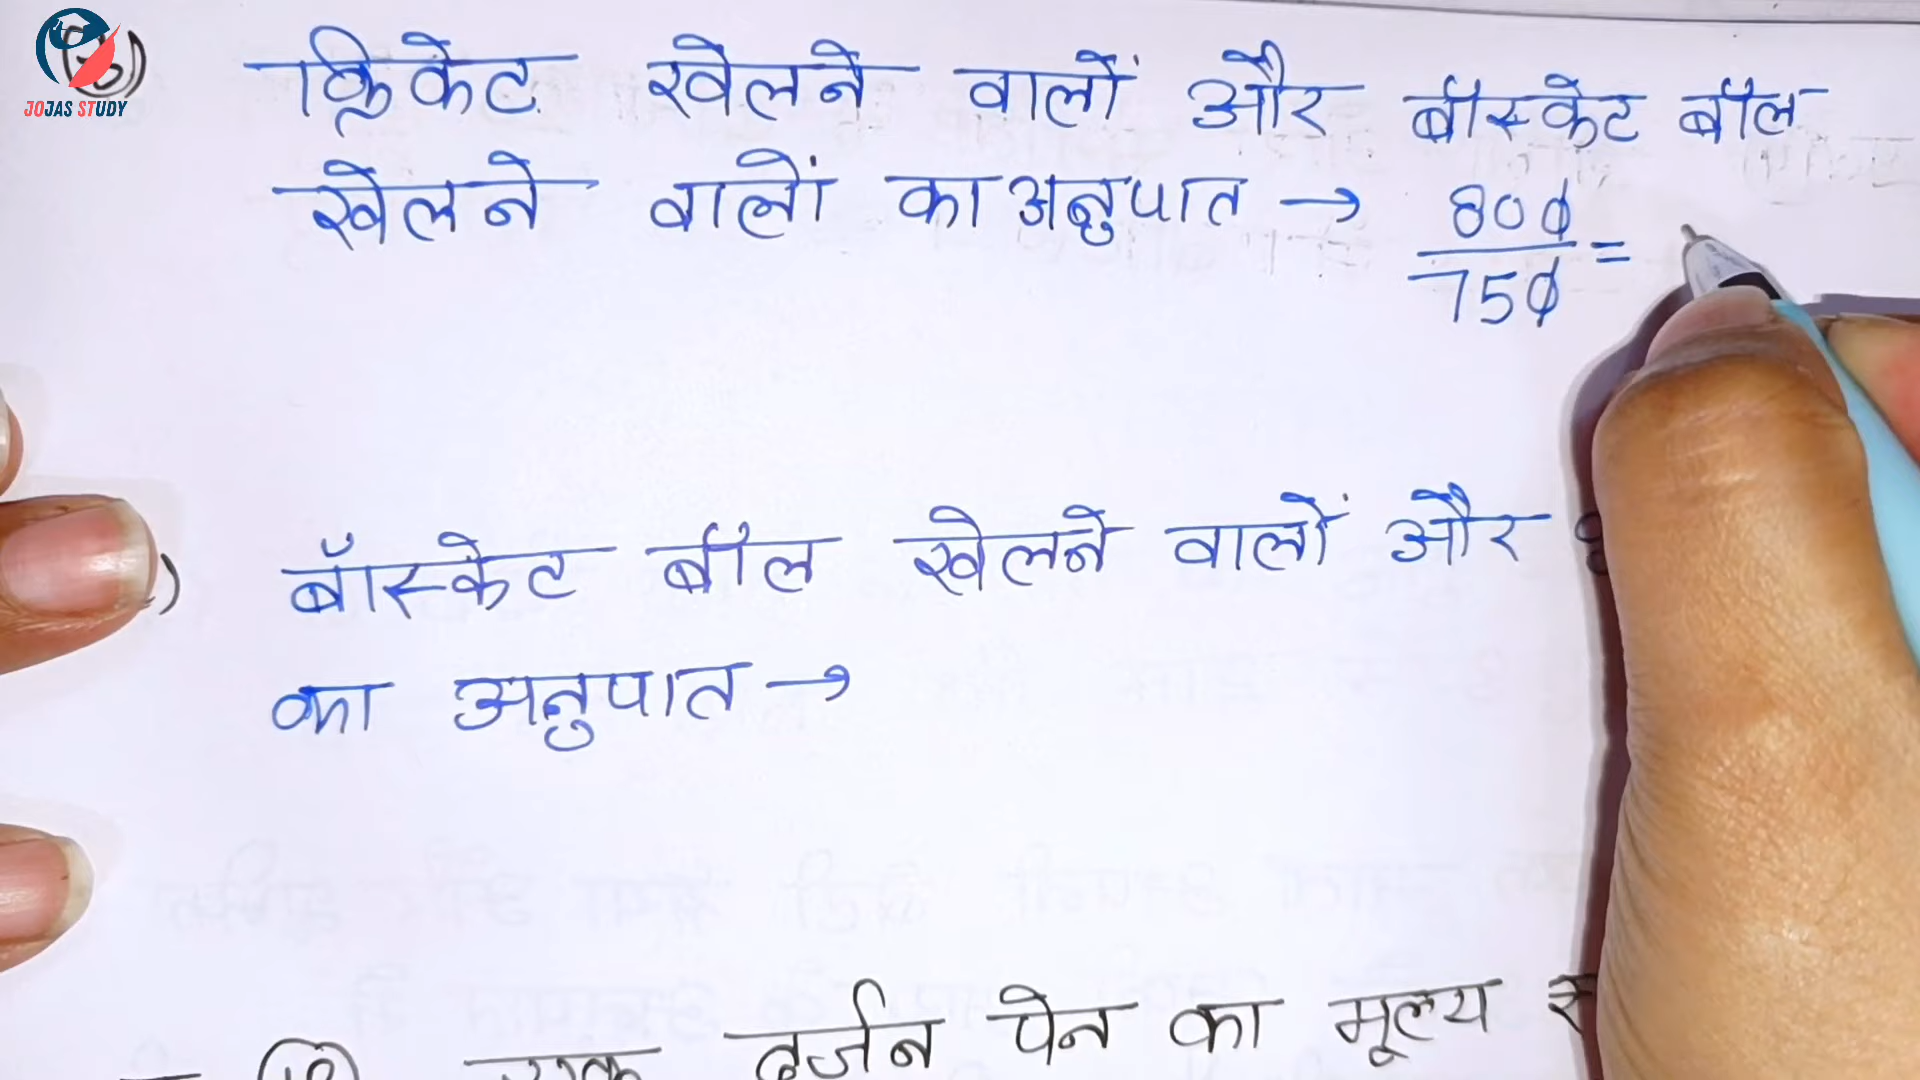 JOJAS STUDY
क्रिकेट खेलने वालों और बॉस्केट बॉल
खेलने वालों का अनुपात → 800/750 =
बॉस्केट बॉल खेलने वालों और
का अनुपात →
दर्जन पेन का मूल्य